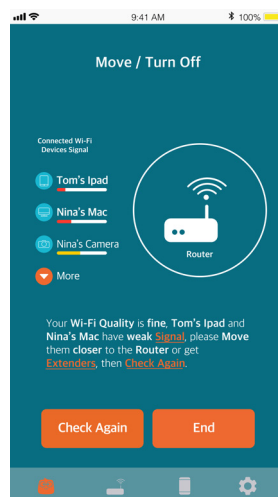 9:41 AM
100%
Move / Turn Off
Connected Wi-Fi
Devices Signal
Tom's Ipad
Nina's Mac
Nina's Camera
More
Router
Your Wi-Fi Quality is fine, Tom's Ipad and
Nina's Mac have weak Signal, please Move
them closer to the Router or get
Extenders, then Check Again.
Check Again
End